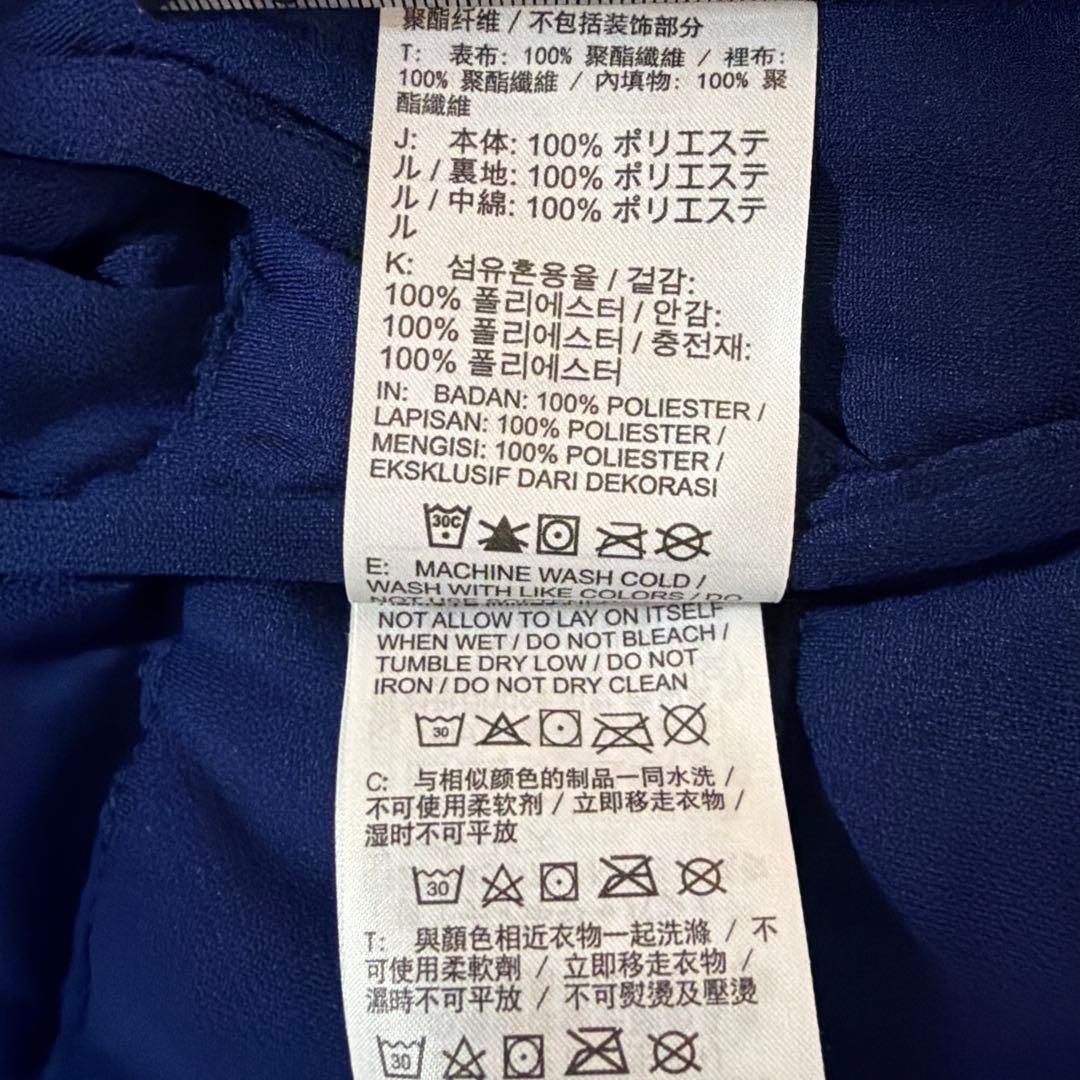 聚酯纤维 / 不包括装饰部分
T: 表布: 100% 聚酯纖維 / 裡布:
100% 聚酯纖維 / 內填物: 100% 聚
酯纖維
J: 本体: 100% ポリエステ
ル / 裏地: 100% ポリエステ
ル / 中綿: 100% ポリエステ
ル
K: 섬유혼용율 / 겉감:
100% 폴리에스터 / 안감:
100% 폴리에스터 / 충전재:
100% 폴리에스터
IN: BADAN: 100% POLIESTER /
LAPISAN: 100% POLIESTER /
MENGISI: 100% POLIESTER /
EKSKLUSIF DARI DEKORASI
30C
E: MACHINE WASH COLD /
WASH WITH LIKE COLORS / DO
NOT USE
NOT ALLOW TO LAY ON ITSELF
WHEN WET / DO NOT BLEACH /
TUMBLE DRY LOW / DO NOT
IRON / DO NOT DRY CLEAN
30
C: 与相似颜色的制品一同水洗 /
不可使用柔软剂 / 立即移走衣物 /
湿时不可平放
30
T: 與顏色相近衣物一起洗滌 / 不
可使用柔軟劑 / 立即移走衣物 /
濕時不可平放 / 不可熨燙及壓燙
30